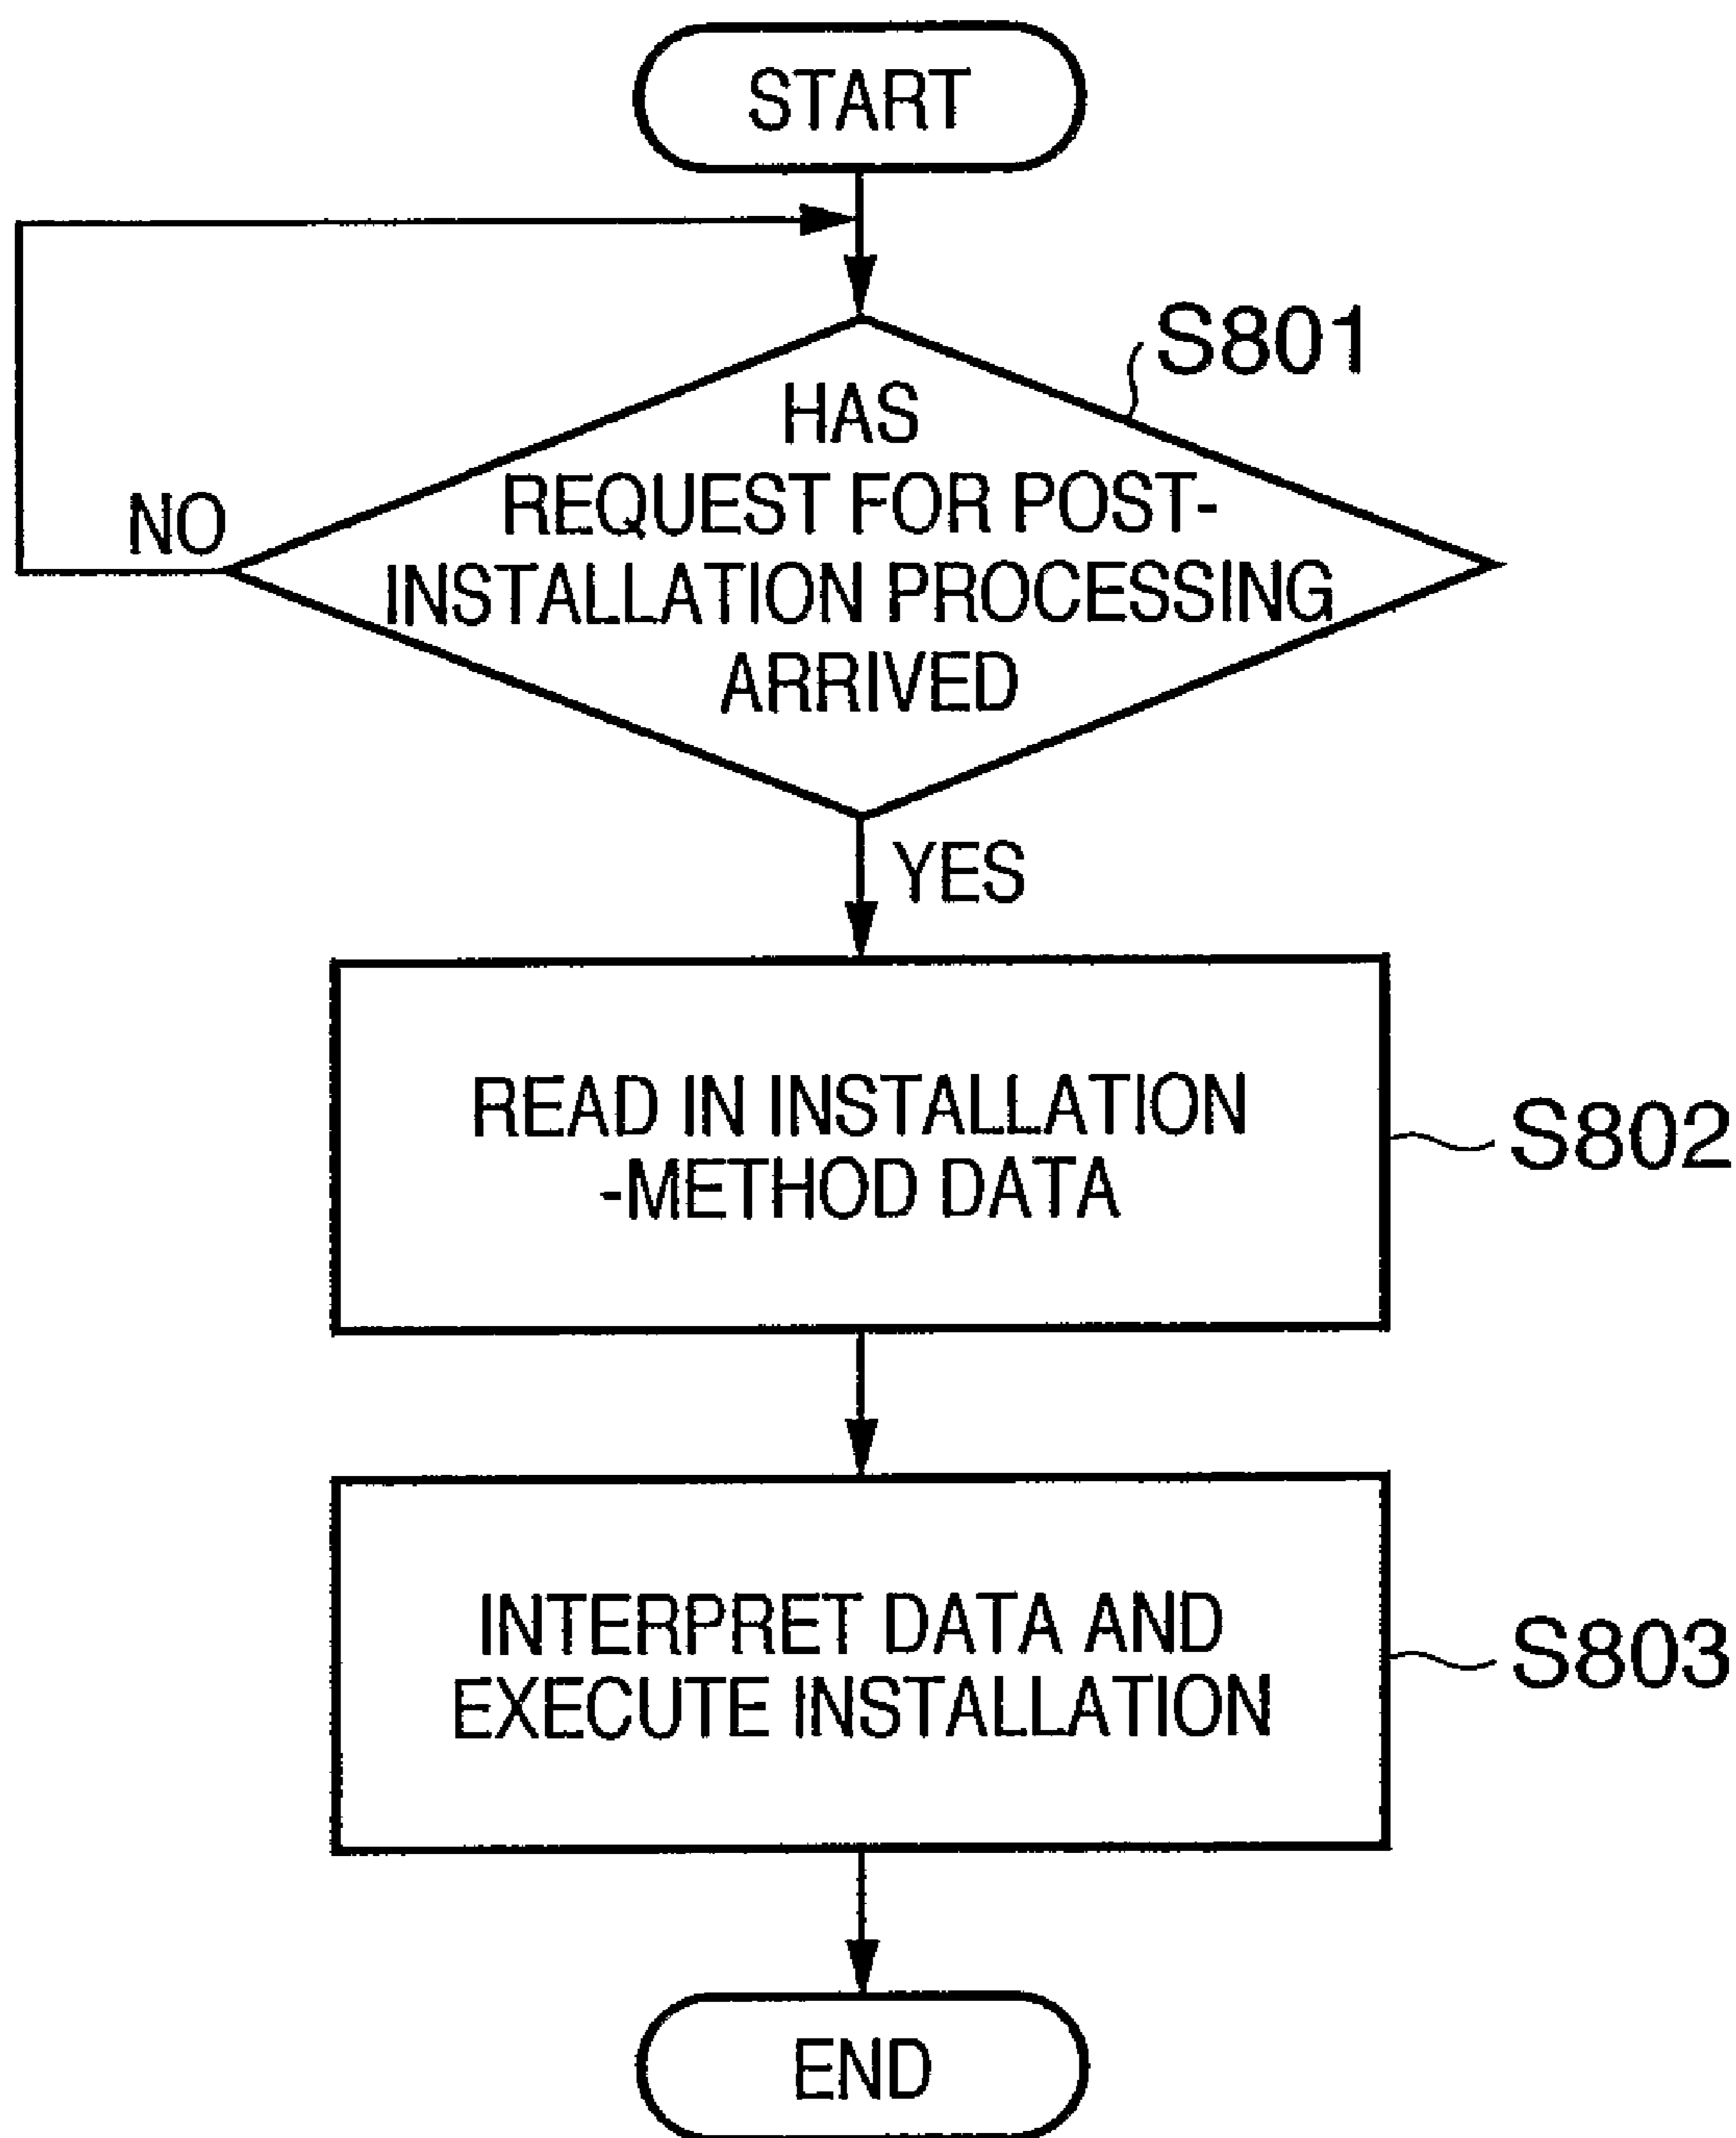 START
S801
HAS
REQUEST FOR POST-
INSTALLATION PROCESSING
ARRIVED
NO
YES
READ IN INSTALLATION
-METHOD DATA
S802
INTERPRET DATA AND
EXECUTE INSTALLATION
S803
END